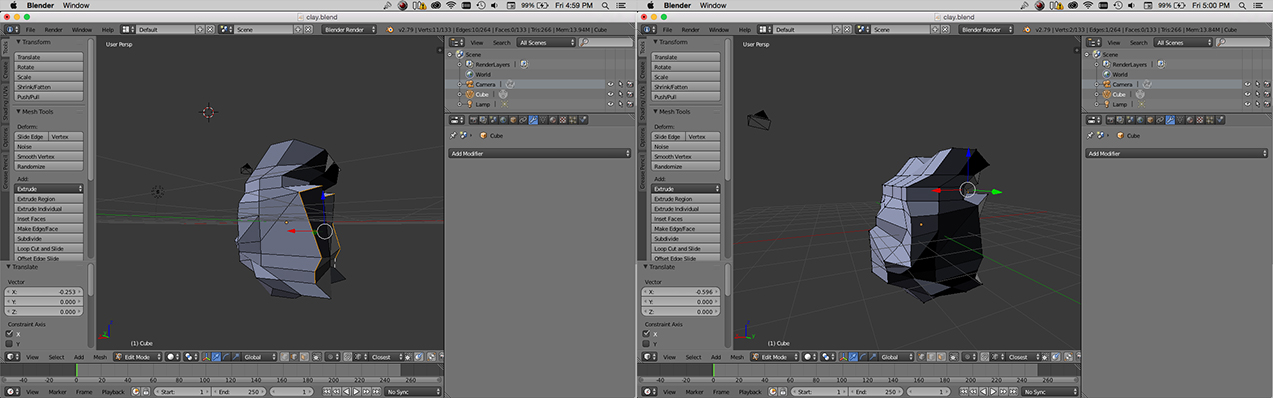 Blender Window 99% Fri 4:59 PM
clay.blend
File Render Window Help Default Scene Blender Render v2.79 | Verts:11/133 | Edges:10/264 | Faces:0/133 | Tris:266 | Mem:13.94M | Cube
Tools
Create
Shading / UVs
Options
Grease Pencil
Transform
Translate
Rotate
Scale
Shrink/Fatten
Push/Pull
Mesh Tools
Deform:
Slide Edge Vertex
Noise
Smooth Vertex
Randomize
Add:
Extrude
Extrude Region
Extrude Individual
Inset Faces
Make Edge/Face
Subdivide
Loop Cut and Slide
Offset Edge Slide
Translate
Vector
X: -0.253
Y: 0.000
Z: 0.000
Constraint Axis
X
Y
User Persp
(1) Cube
View Select Add Mesh Edit Mode Global Closest
-40 -20 0 20 40 60 80 100 120 140 160 180 200 220 240 260
View Marker Frame Playback Start: 1 End: 250 1 No Sync
View Search All Scenes
Scene
RenderLayers
World
Camera
Cube
Lamp
Cube
Add Modifier
Blender Window 99% Fri 5:00 PM
clay.blend
File Render Window Help Default Scene Blender Render v2.79 | Verts:2/133 | Edges:1/264 | Faces:0/133 | Tris:266 | Mem:13.84M | Cube
Tools
Create
Shading / UVs
Options
Grease Pencil
Transform
Translate
Rotate
Scale
Shrink/Fatten
Push/Pull
Mesh Tools
Deform:
Slide Edge Vertex
Noise
Smooth Vertex
Randomize
Add:
Extrude
Extrude Region
Extrude Individual
Inset Faces
Make Edge/Face
Subdivide
Loop Cut and Slide
Offset Edge Slide
Translate
Vector
X: -0.596
Y: 0.000
Z: 0.000
Constraint Axis
X
Y
User Persp
(1) Cube
View Select Add Mesh Edit Mode Global Closest
-40 -20 0 20 40 60 80 100 120 140 160 180 200 220 240 260
View Marker Frame Playback Start: 1 End: 250 1 No Sync
View Search All Scenes
Scene
RenderLayers
World
Camera
Cube
Lamp
Cube
Add Modifier